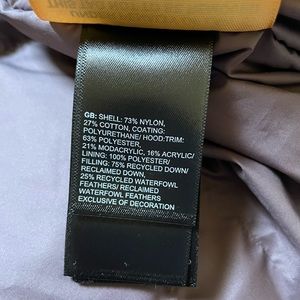 GB: SHELL: 73% NYLON,
27% COTTON, COATING:
POLYURETHANE/ HOOD:TRIM:
63% POLYESTER,
21% MODACRYLIC, 16% ACRYLIC/
LINING: 100% POLYESTER/
FILLING: 75% RECYCLED DOWN/
RECLAIMED DOWN,
25% RECYCLED WATERFOWL
FEATHERS/ RECLAIMED
WATERFOWL FEATHERS
EXCLUSIVE OF DECORATION